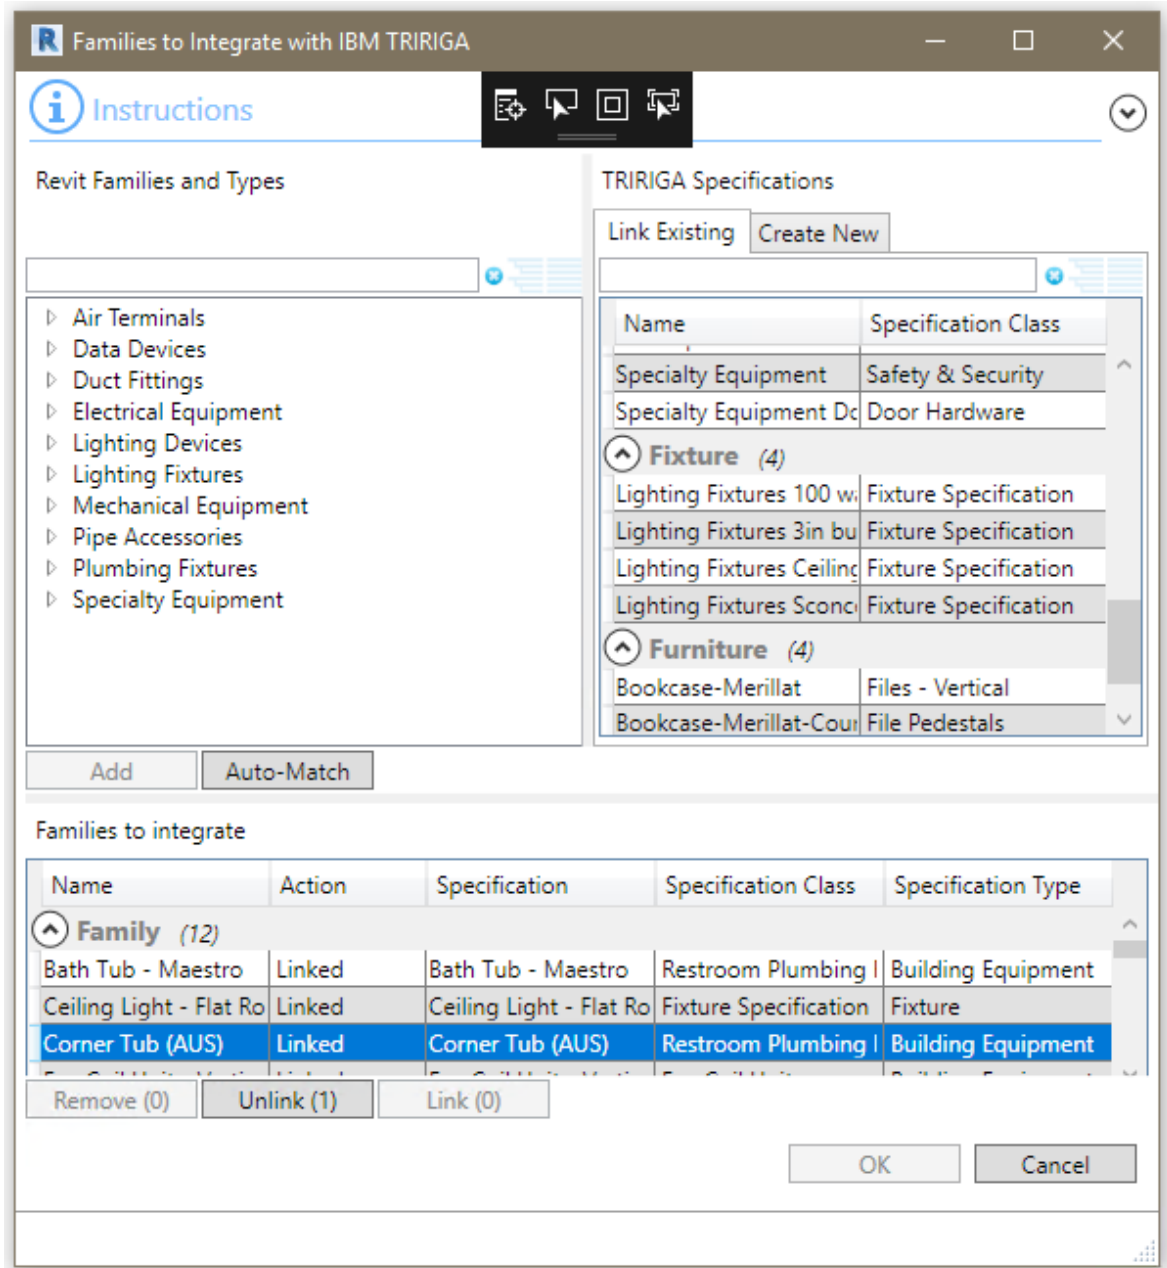 R Families to Integrate with IBM TRIRIGA
i Instructions
Revit Families and Types
TRIRIGA Specifications
Link Existing Create New
Air Terminals
Data Devices
Duct Fittings
Electrical Equipment
Lighting Devices
Lighting Fixtures
Mechanical Equipment
Pipe Accessories
Plumbing Fixtures
Specialty Equipment
Name Specification Class
Specialty Equipment Safety & Security
Specialty Equipment Door Hardware
Fixture (4)
Lighting Fixtures 100 Fixture Specification
Lighting Fixtures 3in Fixture Specification
Lighting Fixtures Fixture Specification
Lighting Fixtures Fixture Specification
Furniture (4)
Bookcase-Merillat Files - Vertical
File Pedestals
Add Auto-Match
Families to integrate
Name Action Specification Specification Class Specification Type
Family (12)
Bath Tub - Maestro Linked Bath Tub - Maestro Restroom Plumbing Building Equipment
Ceiling Light - Flat Ro Linked Ceiling Light - Flat Ro Fixture Specification Fixture
Corner Tub (AUS) Linked Corner Tub (AUS) Restroom Plumbing Building Equipment
Remove (0) Unlink (1) Link (0)
OK Cancel